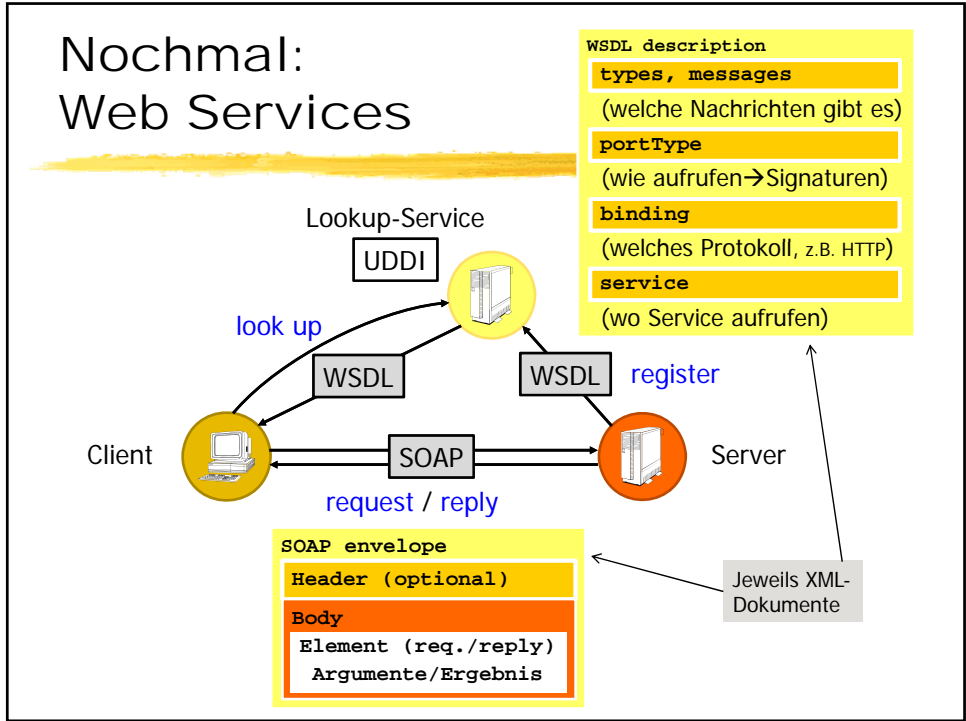 Nochmal:
Web Services
WSDL description
types, messages
(welche Nachrichten gibt es)
portType
(wie aufrufen→Signaturen)
binding
(welches Protokoll, z.B. HTTP)
service
(wo Service aufrufen)
Lookup-Service
UDDI
look up
WSDL
WSDL
register
Client
SOAP
Server
request / reply
SOAP envelope
Header (optional)
Body
Element (req./reply)
Argumente/Ergebnis
Jeweils XML-
Dokumente